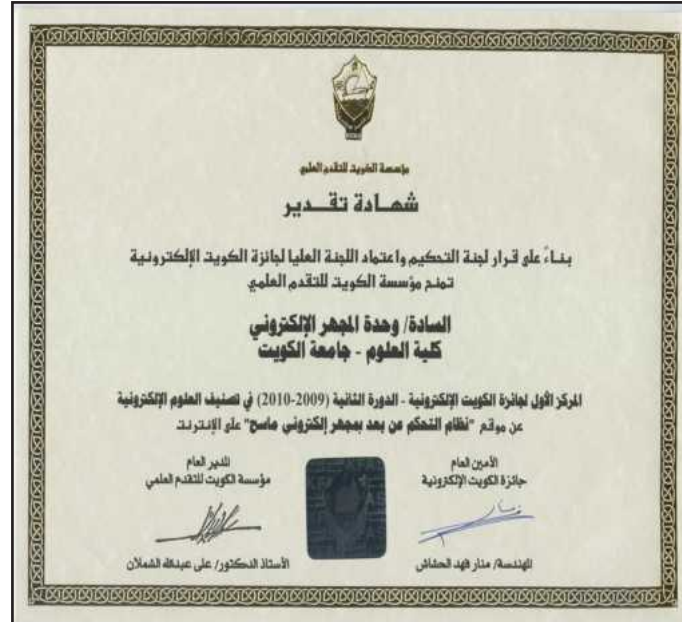 مؤسسة الكويت للتقدم العلمي
شهادة تقدير
بناءً على قرار لجنة التحكيم واعتماد اللجنة العليا لجائزة الكويت الإلكترونية
تمنح مؤسسة الكويت للتقدم العلمي
السادة/ وحدة المجهر الإلكتروني
كلية العلوم - جامعة الكويت
المركز الأول لجائزة الكويت الإلكترونية - الدورة الثانية (2009-2010) في تصنيف العلوم الإلكترونية
عن موقع "نظام التحكم عن بعد بمجهر إلكتروني ماسح" على الإنترنت
الأمين العام
جائزة الكويت الإلكترونية
المهندسة/ منار فهد الحشاش
المدير العام
مؤسسة الكويت للتقدم العلمي
الأستاذ الدكتور/ على عبدالله الشملان